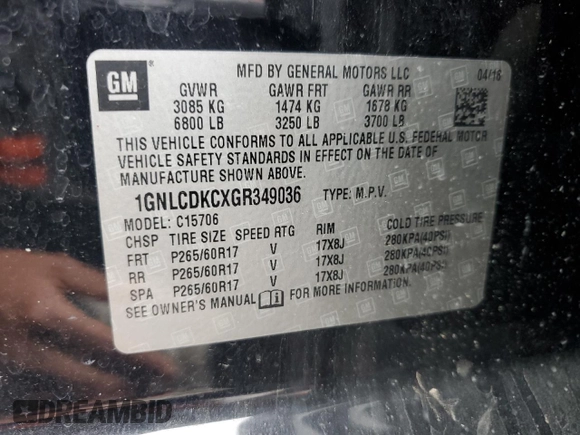 GM ®
MFD BY GENERAL MOTORS LLC 04/16
GVWR GAWR FRT GAWR RR
3085 KG 1474 KG 1678 KG
6800 LB 3250 LB 3700 LB
THIS VEHICLE CONFORMS TO ALL APPLICABLE U.S. FEDERAL MOTOR
VEHICLE SAFETY STANDARDS IN EFFECT ON THE DATE OF
MANUFACTURE SHOWN ABOVE.
1GNLCDKCXGR349036 TYPE: M.P.V.
MODEL: C15706
CHSP TIRE SIZE SPEED RTG RIM COLD TIRE PRESSURE
FRT P265/60R17 V 17X8J 280KPA(40PSI)
RR P265/60R17 V 17X8J 280KPA(40PSI)
SPA P265/60R17 V 17X8J 280KPA(40PSI)
SEE OWNER'S MANUAL FOR MORE INFORMATION.
DREAMBID